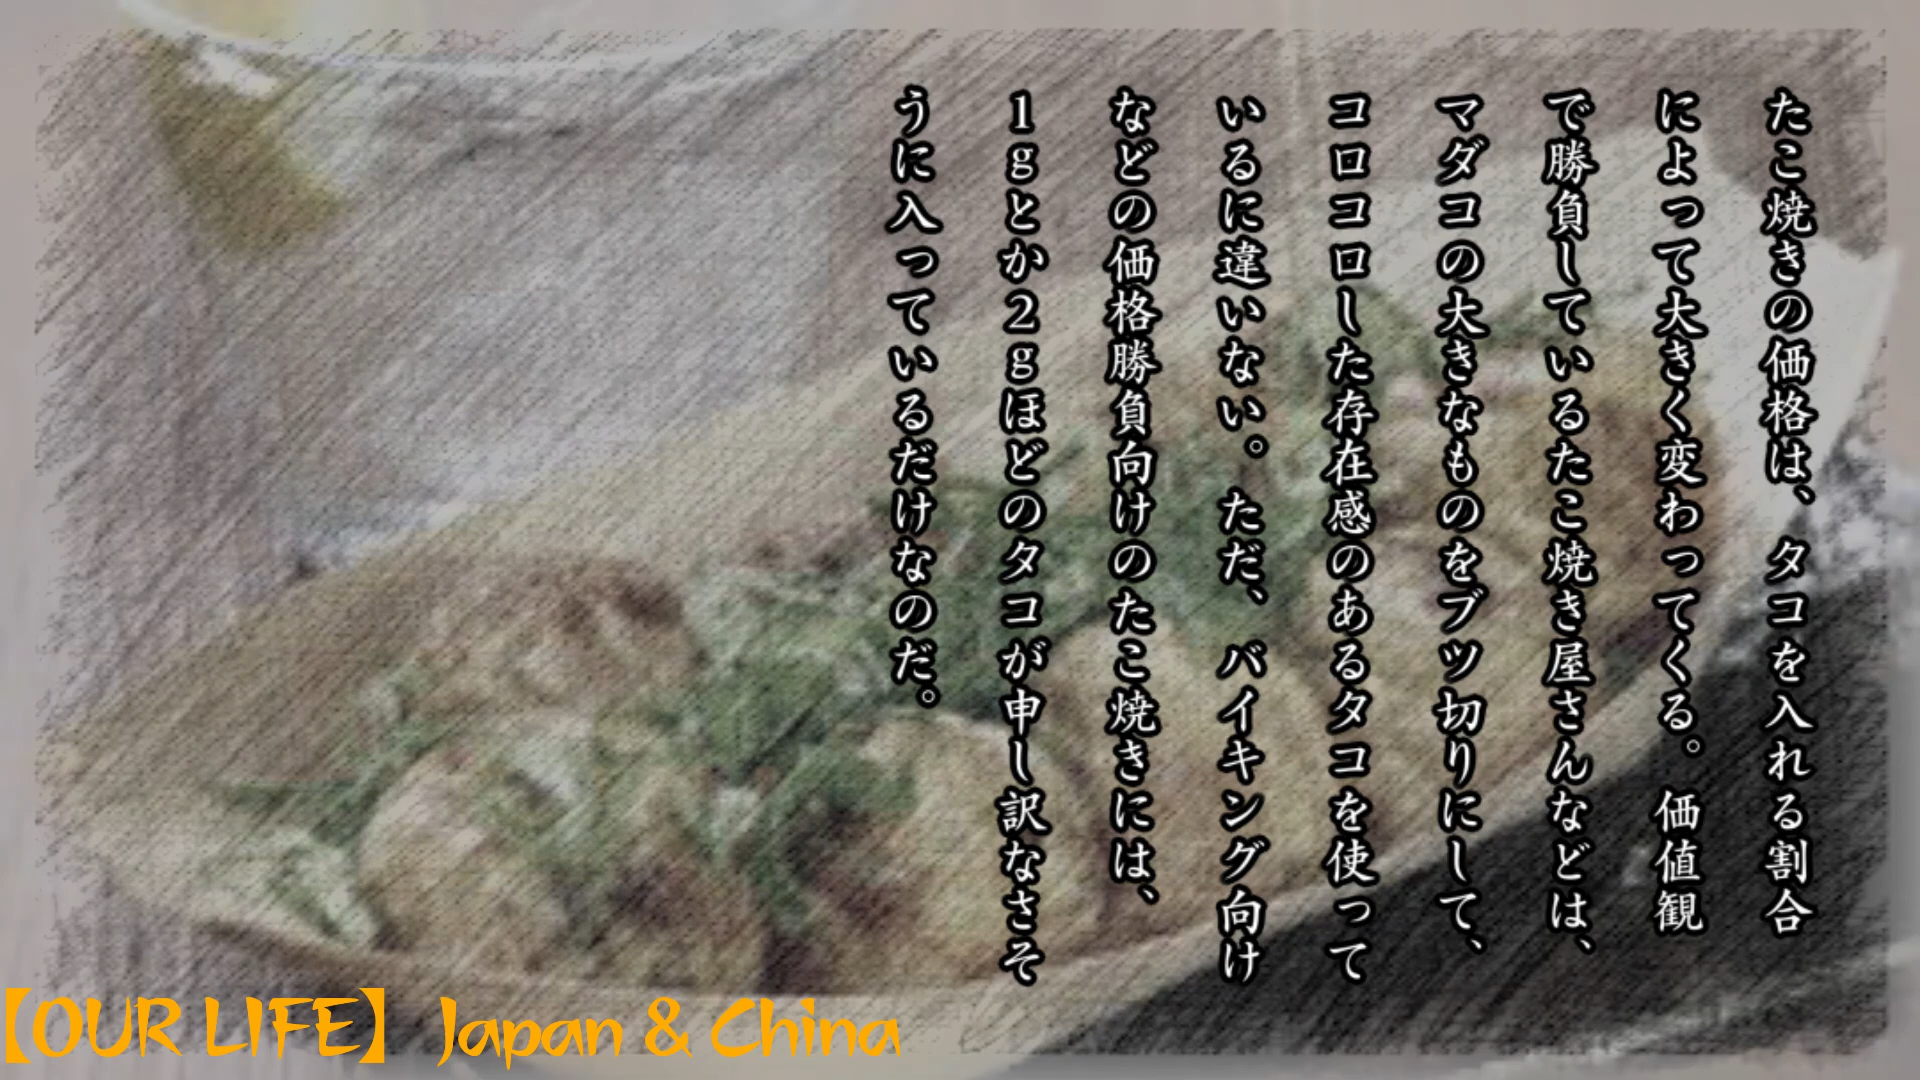 たこ焼きの価格は、タコを入れる割合
によって大きく変わってくる。価値観
で勝負しているたこ焼き屋さんなどは、
マダコの大きなものをブツ切りにして、
コロコロした存在感のあるタコを使って
いるに違いない。ただ、バイキング向け
などの価格勝負向けのたこ焼きには、
1gとか2gほどのタコが申し訳なさそ
うに入っているだけなのだ。
【OUR LIFE】 Japan & China